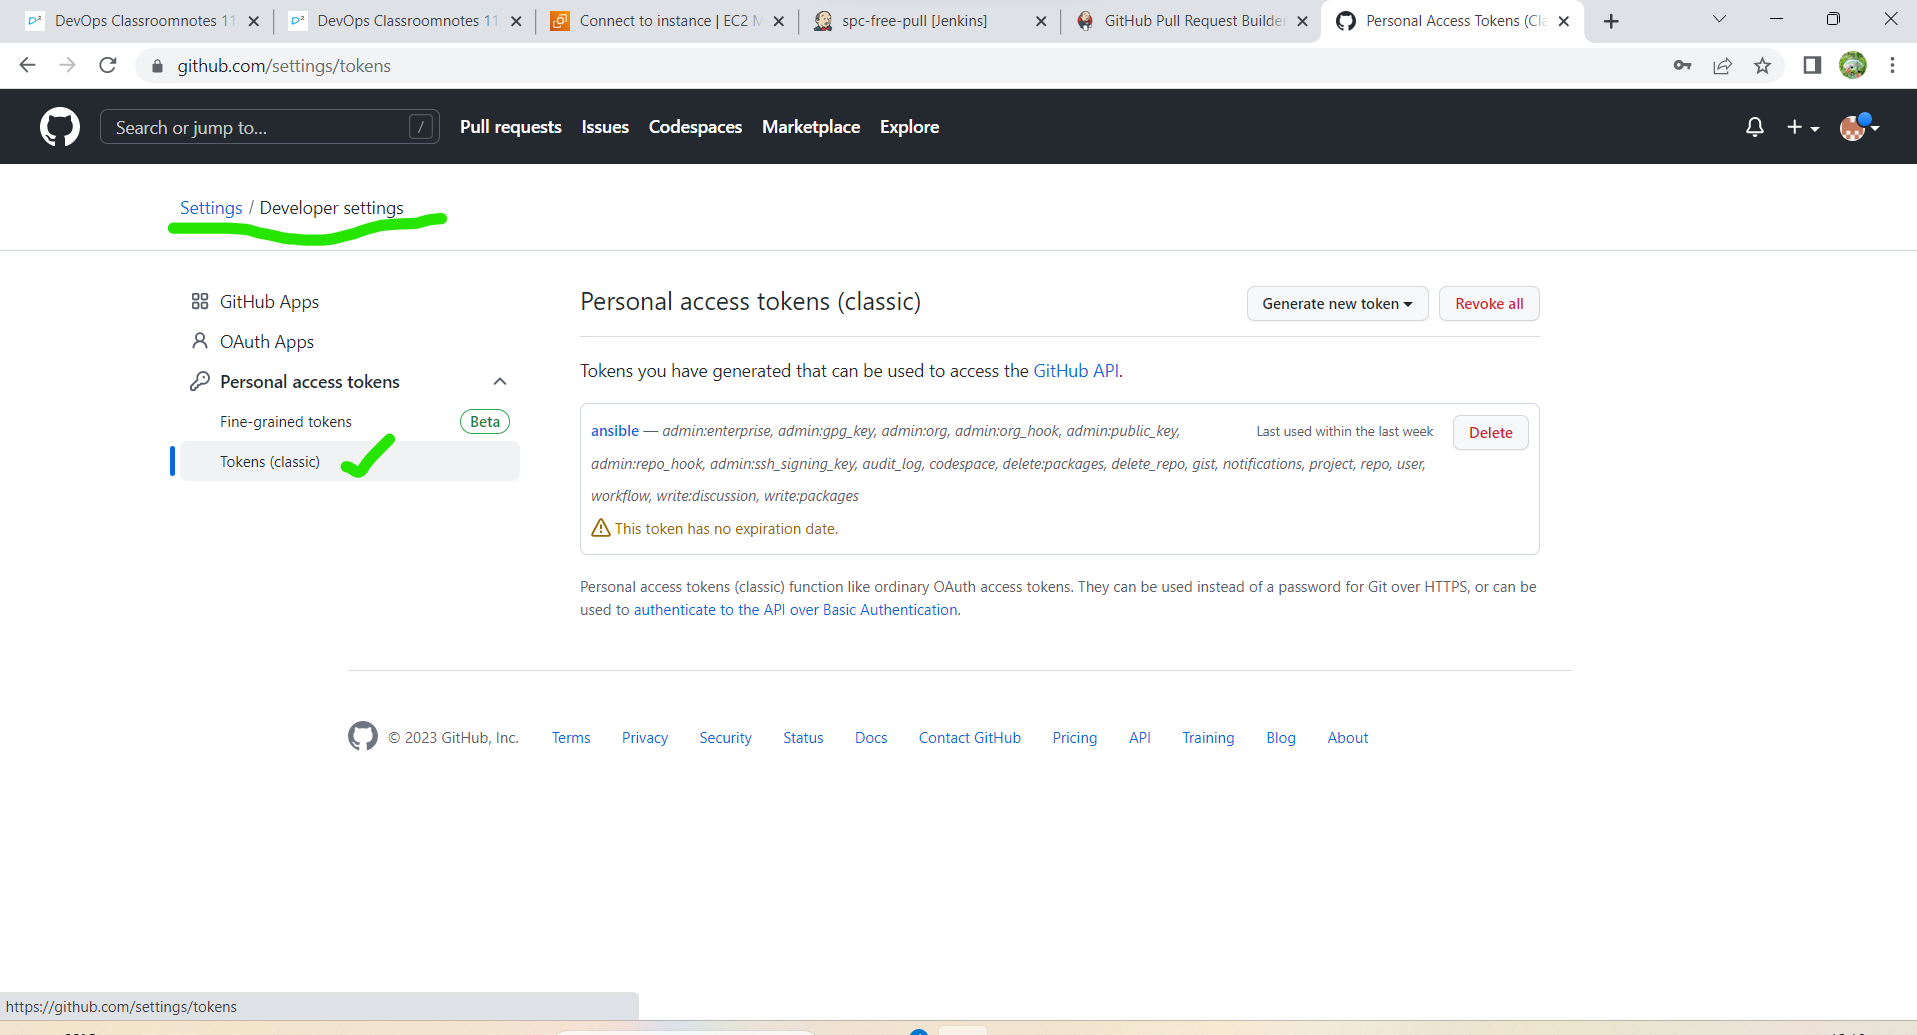 DevOps Classroomnotes 11
DevOps Classroomnotes 11
Connect to instance | EC2 M
spc-free-pull [Jenkins]
GitHub Pull Request Builder
Personal Access Tokens (Cla
github.com/settings/tokens
Search or jump to... /
Pull requests Issues Codespaces Marketplace Explore
Settings / Developer settings
GitHub Apps
OAuth Apps
Personal access tokens
Fine-grained tokens Beta
Tokens (classic)
Personal access tokens (classic)
Generate new token
Revoke all
Tokens you have generated that can be used to access the GitHub API.
ansible — admin:enterprise, admin:gpg_key, admin:org, admin:org_hook, admin:public_key,
Last used within the last week
Delete
admin:repo_hook, admin:ssh_signing_key, audit_log, codespace, delete:packages, delete_repo, gist, notifications, project, repo, user,
workflow, write:discussion, write:packages
This token has no expiration date.
Personal access tokens (classic) function like ordinary OAuth access tokens. They can be used instead of a password for Git over HTTPS, or can be
used to authenticate to the API over Basic Authentication.
© 2023 GitHub, Inc. Terms Privacy Security Status Docs Contact GitHub Pricing API Training Blog About
https://github.com/settings/tokens